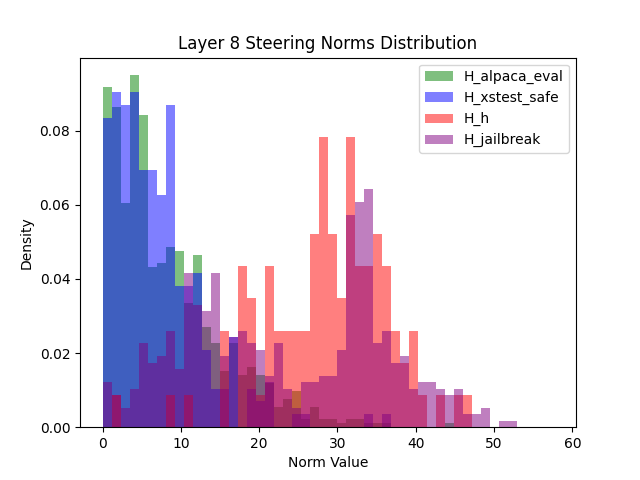 Layer 8 Steering Norms Distribution
H_alpaca_eval
H_xstest_safe
H_h
H_jailbreak
Density
0.08
0.06
0.04
0.02
0.00
0 10 20 30 40 50 60
Norm Value